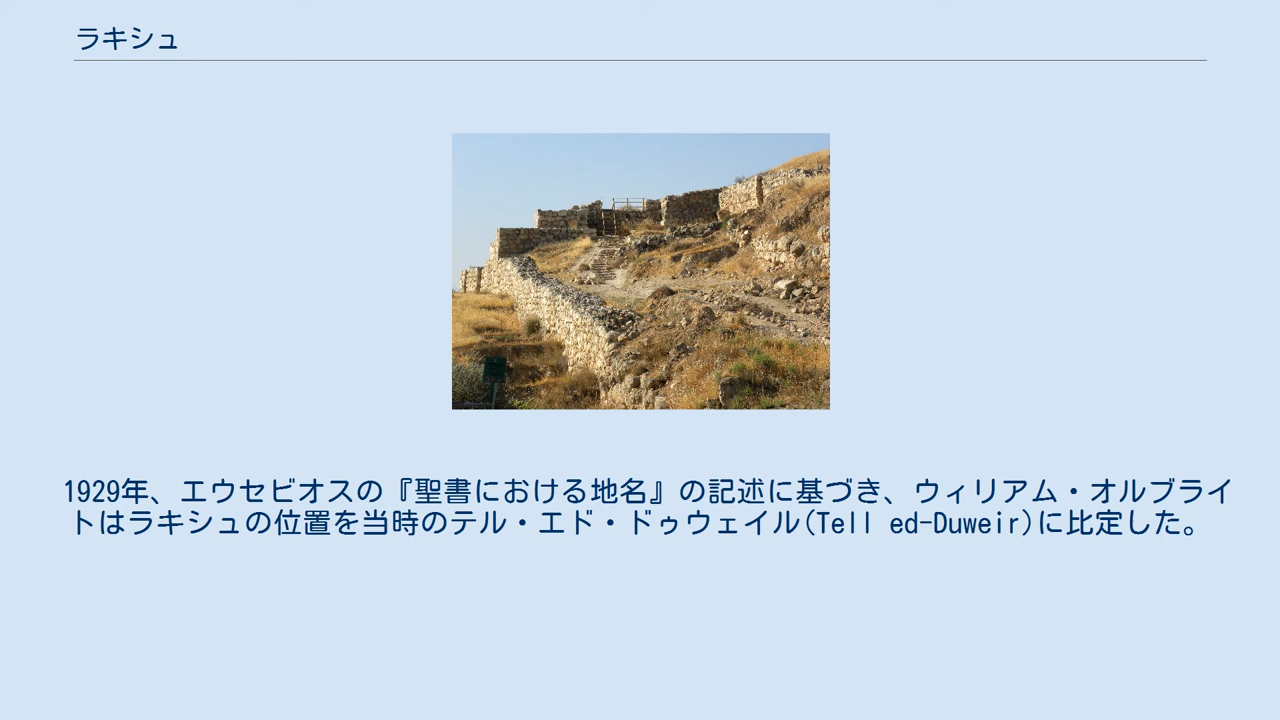 ラキシュ
1929年、エウセビオスの『聖書における地名』の記述に基づき、ウィリアム・オルブライ
トはラキシュの位置を当時のテル・エド・ドゥウェイル(Tell ed-Duweir)に比定した。